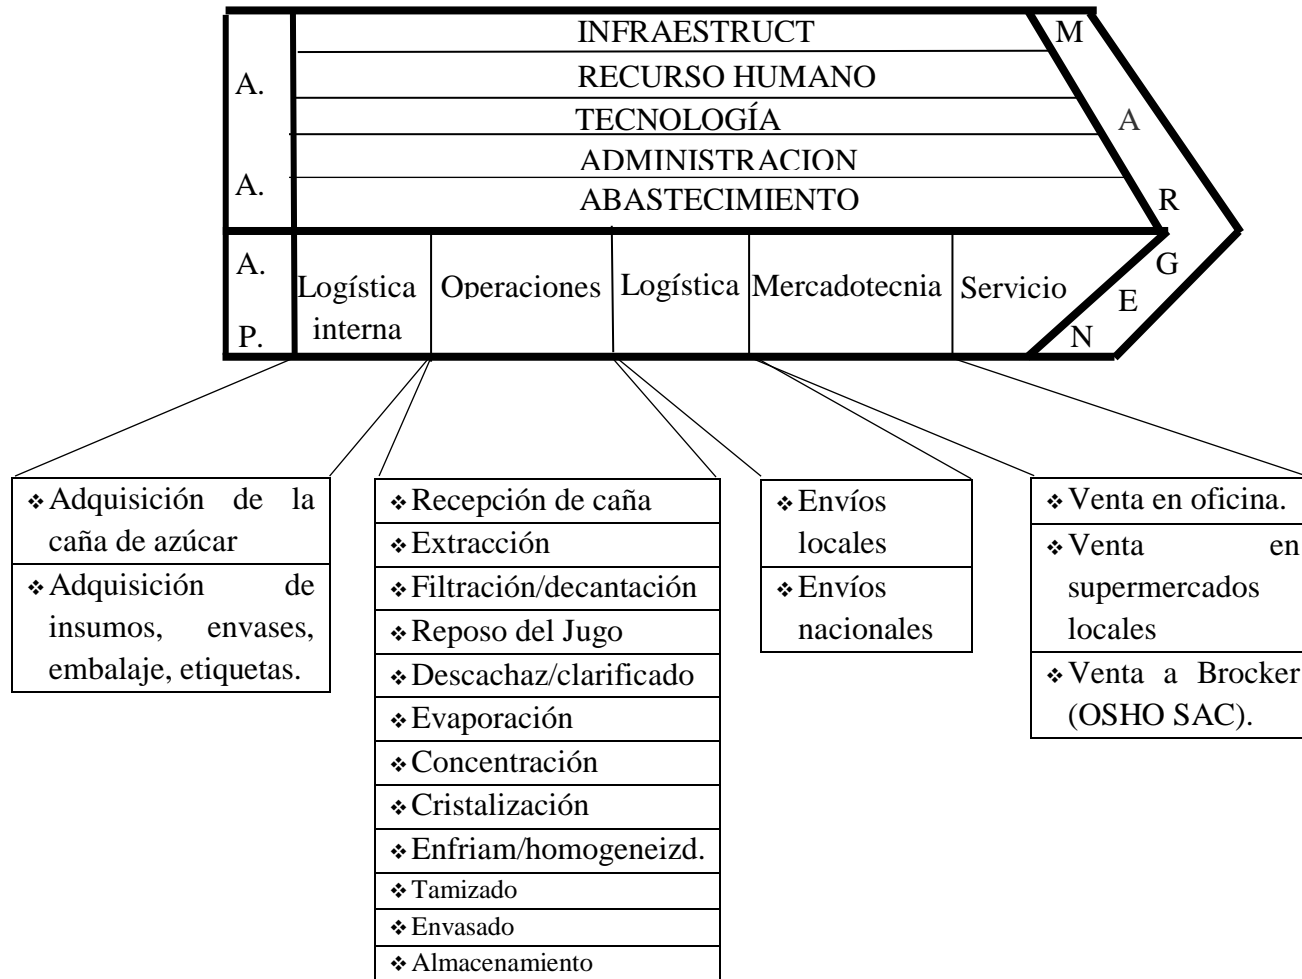 INFRAESTRUCT
RECURSO HUMANO
TECNOLOGÍA
ADMINISTRACION
ABASTECIMIENTO
A.
A.
A.
P.
M
A
R
G
E
N
Logística
interna
Operaciones
Logística
Mercadotecnia
Servicio
❖ Adquisición de la
caña de azúcar
❖ Adquisición de
insumos, envases,
embalaje, etiquetas.
❖ Recepción de caña
❖ Extracción
❖ Filtración/decantación
❖ Reposo del Jugo
❖ Descachaz/clarificado
❖ Evaporación
❖ Concentración
❖ Cristalización
❖ Enfriam/homogeneizd.
❖ Tamizado
❖ Envasado
❖ Almacenamiento
❖ Envíos
locales
❖ Envíos
nacionales
❖ Venta en oficina.
❖ Venta en
supermercados
locales
❖ Venta a Brocker
(OSHO SAC).